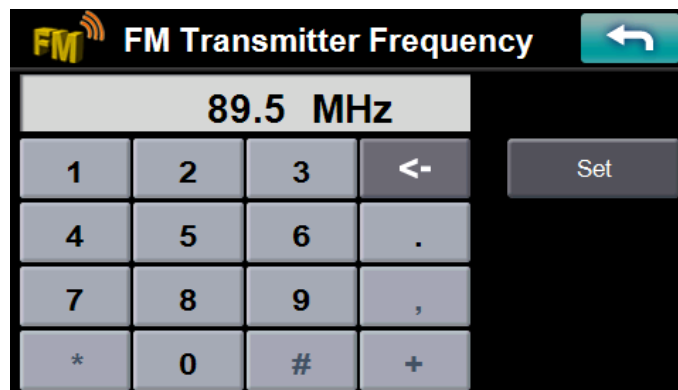 FM FM Transmitter Frequency
89.5 MHz
1 2 3 <- Set
4 5 6 .
7 8 9 ,
* 0 # +